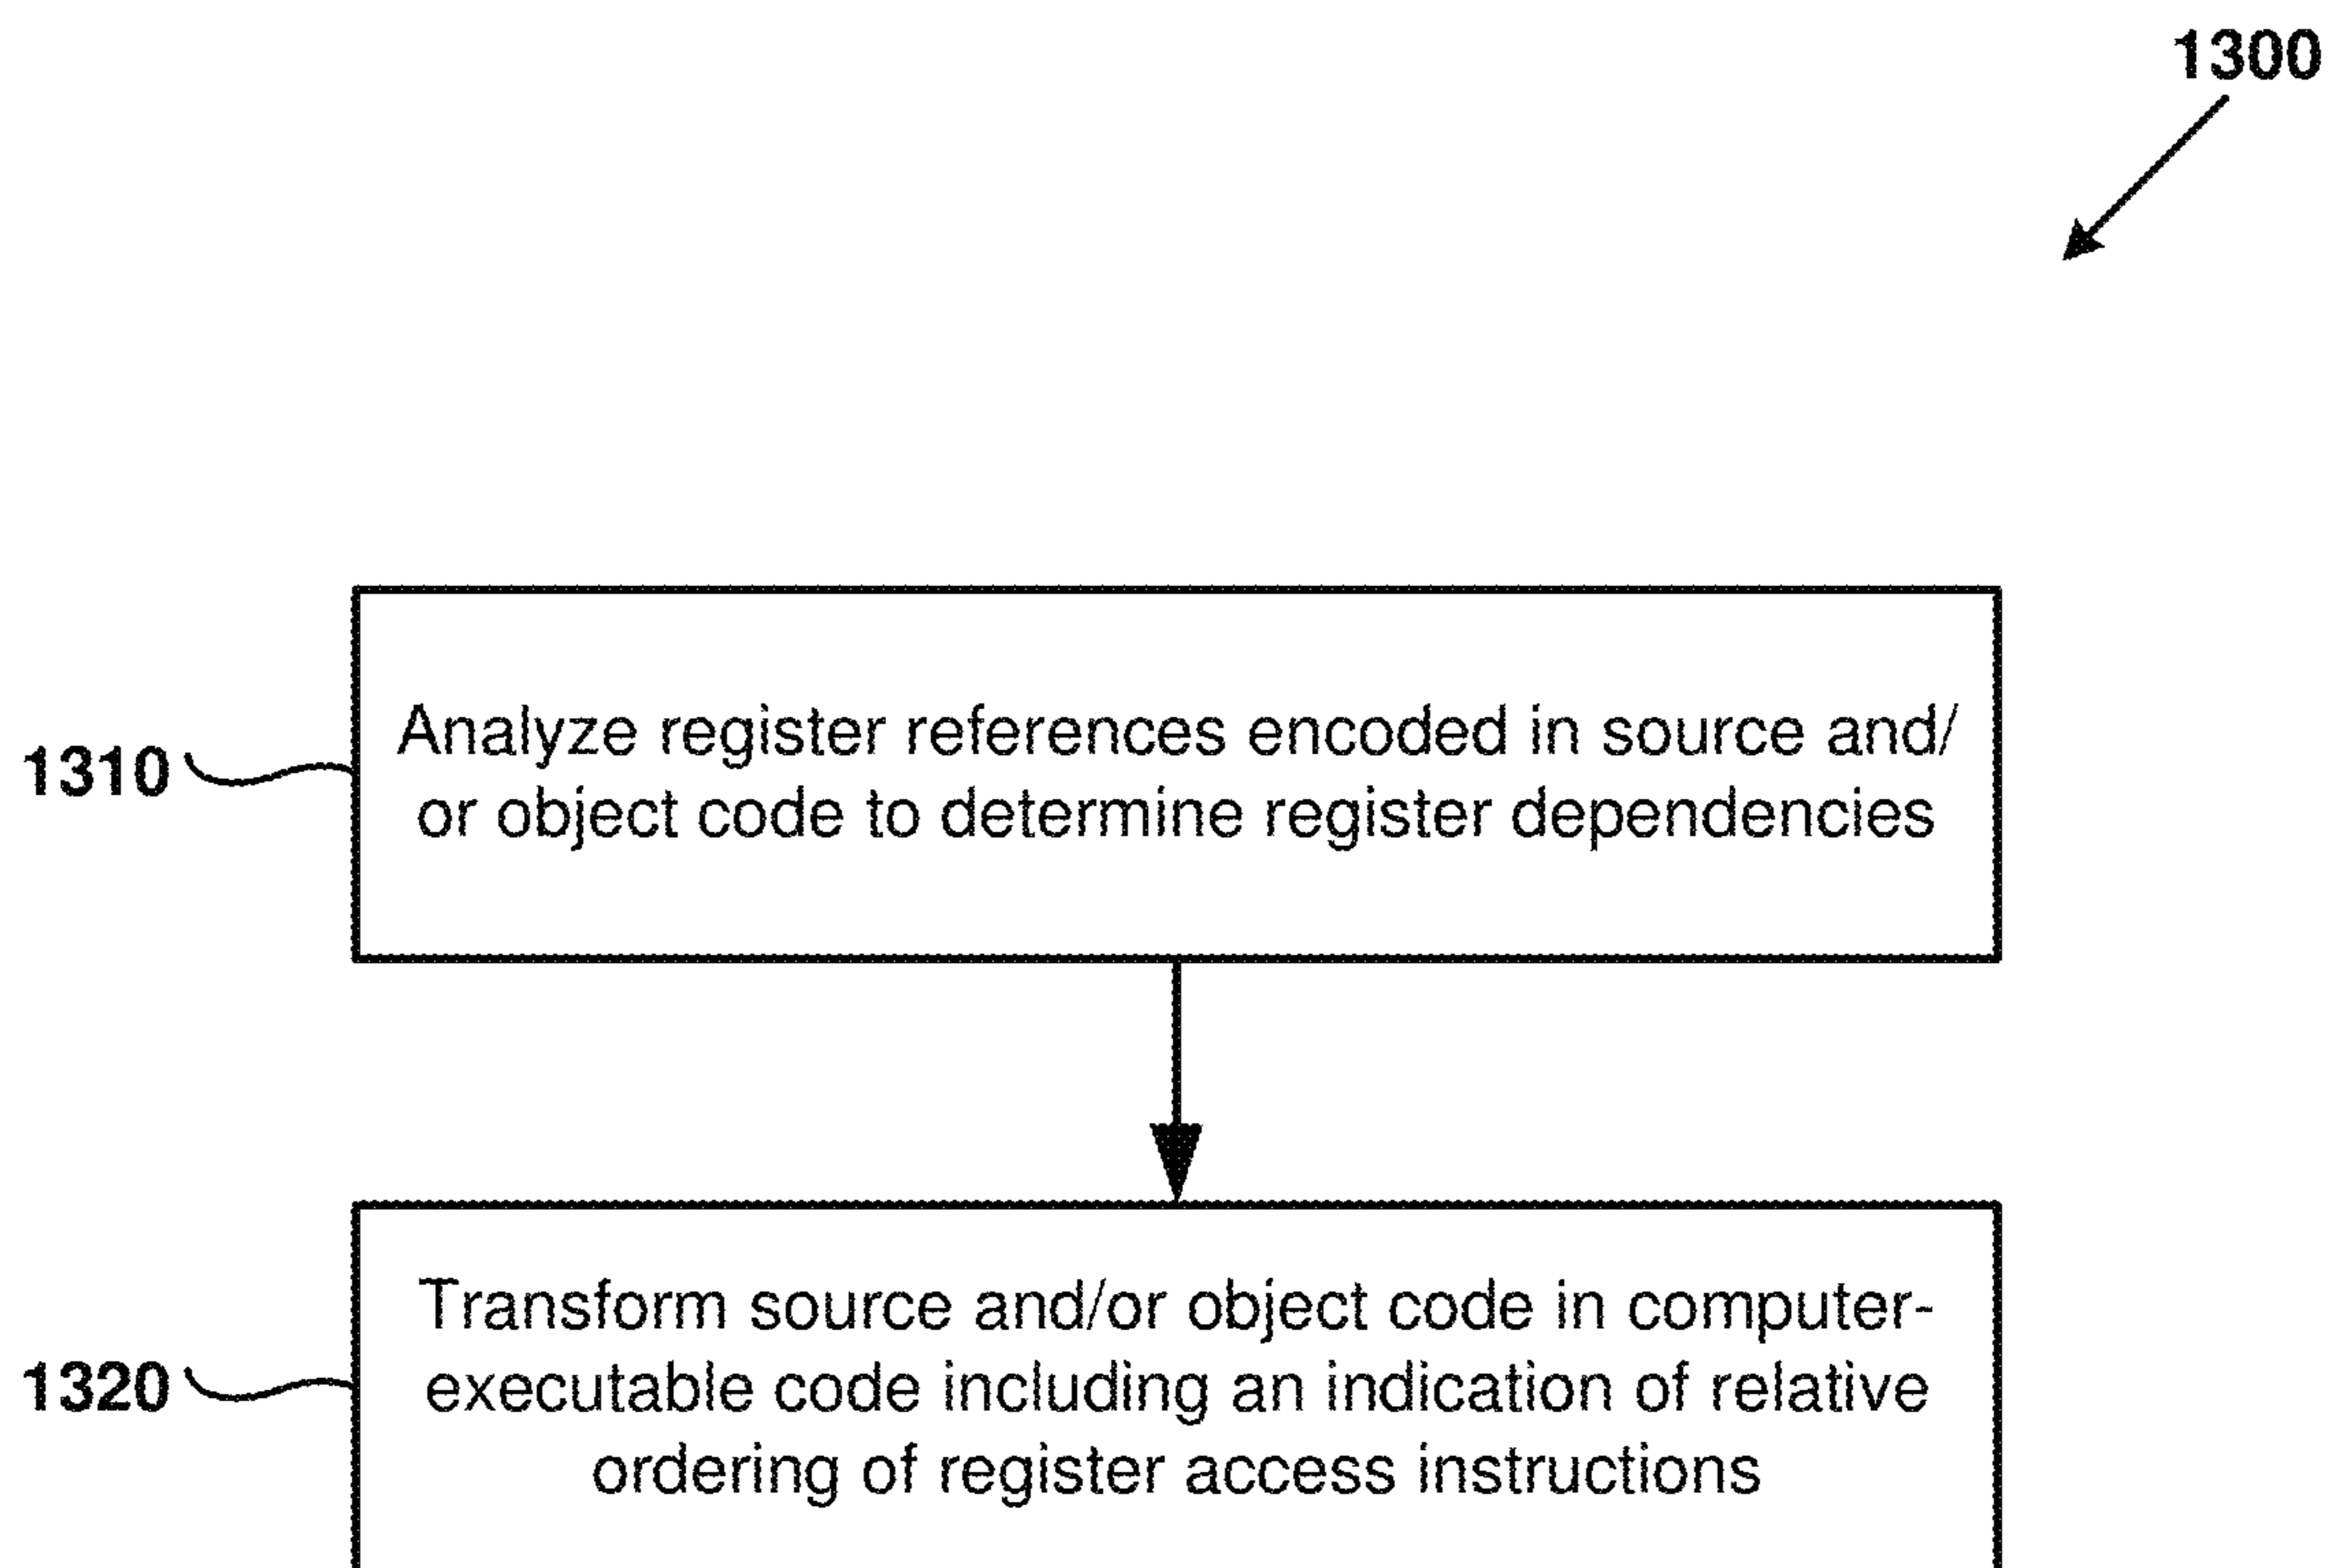 1300
Analyze register references encoded in source and/
1310
or object code to determine register dependencies
Transform source and/or object code in computer-
1320
executable code including an indication of relative
ordering of register access instructions